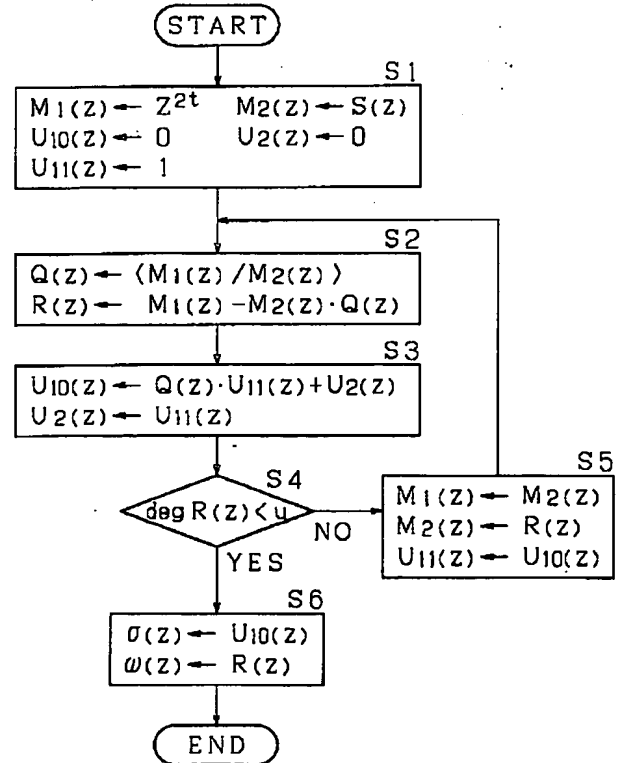 START
S1
M1(Z) ← Z^2t M2(Z) ← S(Z)
U10(Z) ← 0 U2(Z) ← 0
U11(Z) ← 1
S2
Q(Z) ← ⟨M1(Z)/M2(Z)⟩
R(Z) ← M1(Z)-M2(Z)·Q(Z)
S3
U10(Z) ← Q(Z)·U11(Z)+U2(Z)
U2(Z) ← U11(Z)
S4
deg R(Z)<u
NO
YES
S5
M1(Z) ← M2(Z)
M2(Z) ← R(Z)
U11(Z) ← U10(Z)
S6
σ(Z) ← U10(Z)
ω(Z) ← R(Z)
END